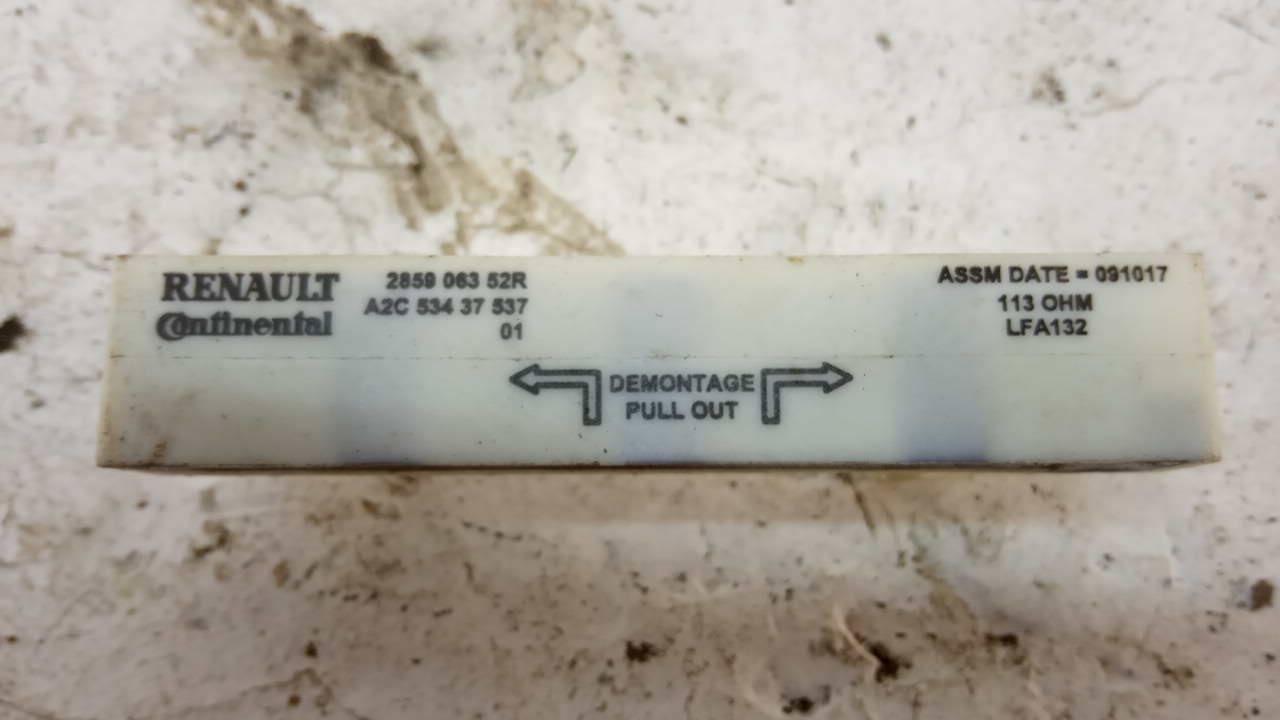 RENAULT
Continental
2859 063 52R
A2C 534 37 537
01
ASSM DATE = 091017
113 OHM
LFA132
DEMONTAGE
PULL OUT